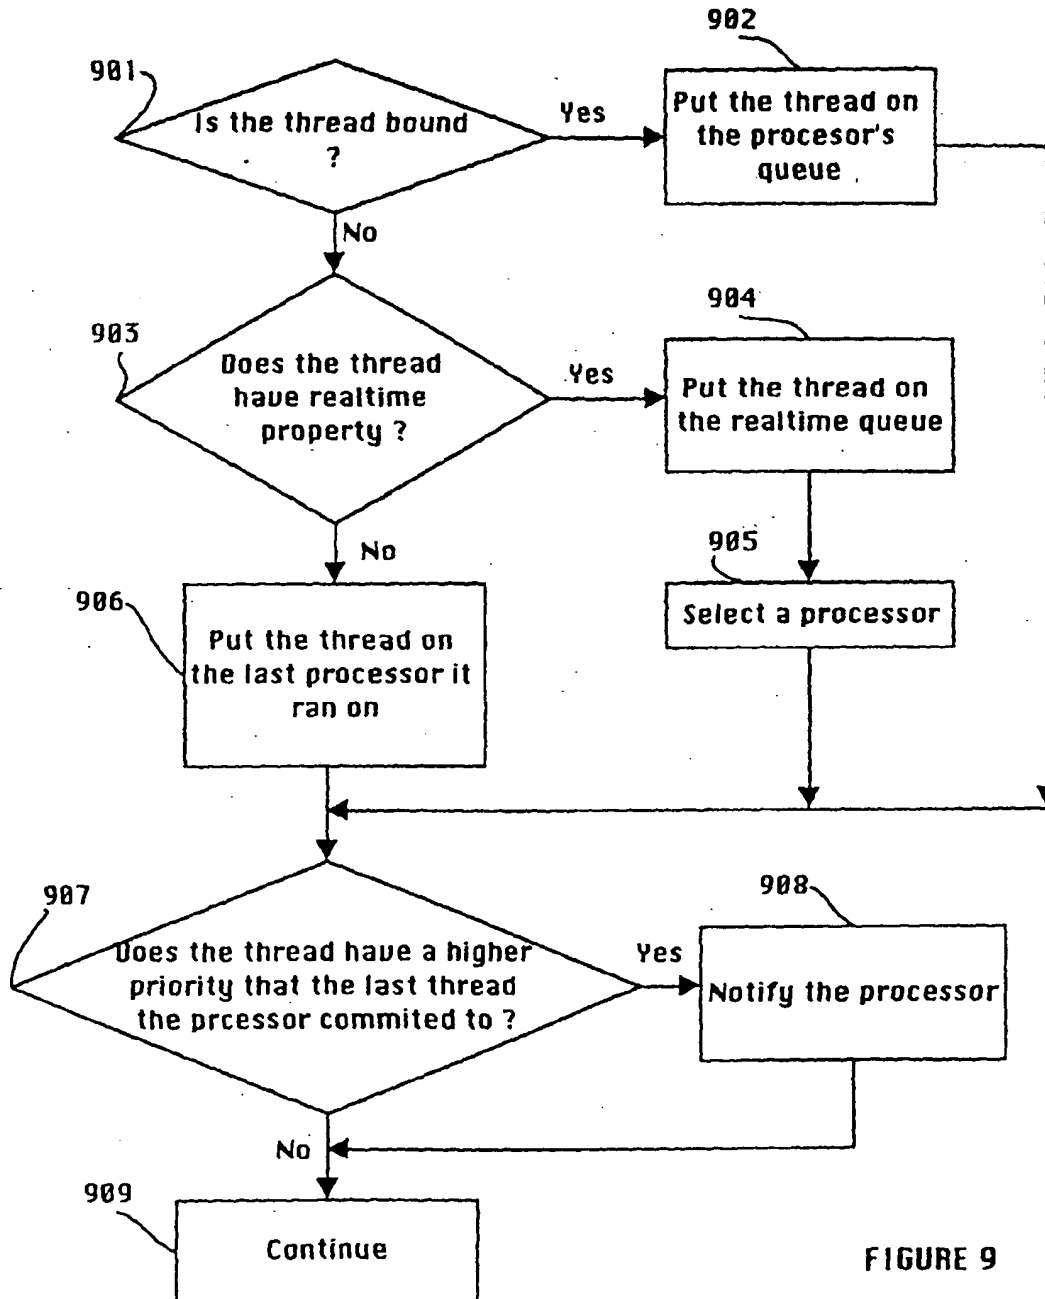 902
901
Is the thread bound
?
Yes
Put the thread on
the procesor's
queue
No
904
903
Does the thread
have realtime
property ?
Yes
Put the thread on
the realtime queue
No
905
906
Select a processor
Put the thread on
the last processor it
ran on
907
908
Does the thread have a higher
priority that the last thread
the prcessor commited to ?
Yes
Notify the processor
No
909
Continue
FIGURE 9